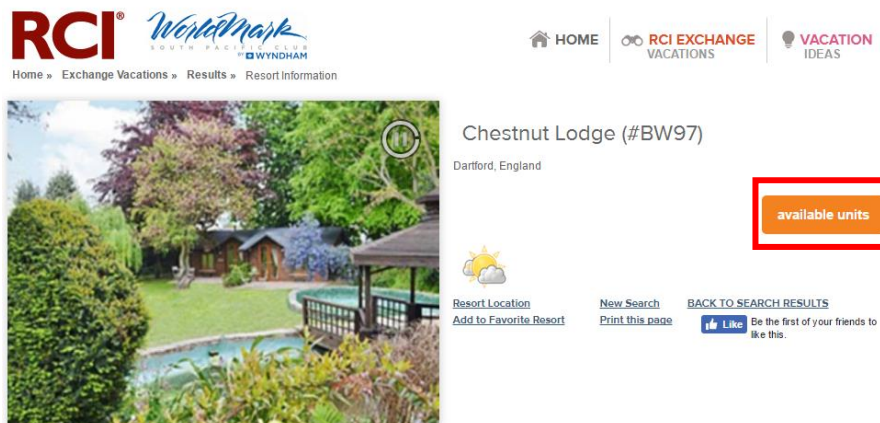 RCI®
WorldMark
SOUTH PACIFIC CLUB
BY WYNDHAM
HOME
RCI EXCHANGE
VACATIONS
VACATION
IDEAS
Home » Exchange Vacations » Results » Resort Information
Chestnut Lodge (#BW97)
Dartford, England
available units
Resort Location
New Search
BACK TO SEARCH RESULTS
Add to Favorite Resort
Print this page
Like
Be the first of your friends to
like this.